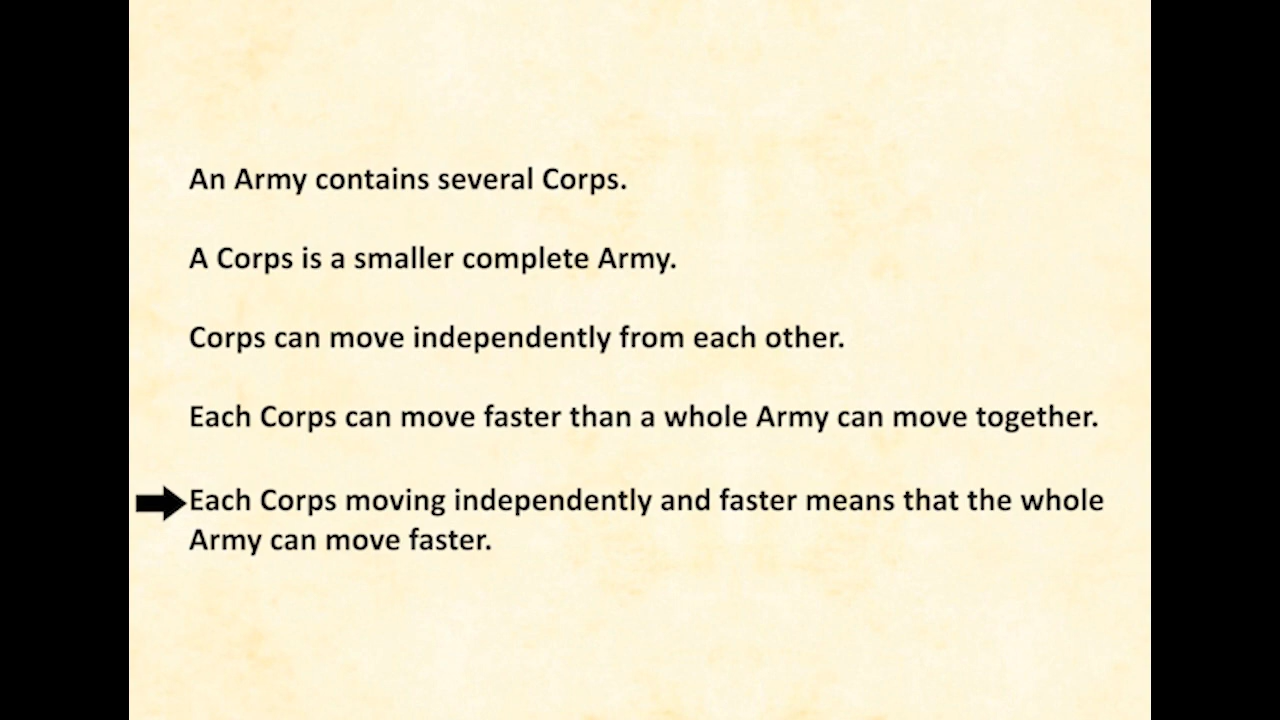 An Army contains several Corps.
A Corps is a smaller complete Army.
Corps can move independently from each other.
Each Corps can move faster than a whole Army can move together.
Each Corps moving independently and faster means that the whole
Army can move faster.